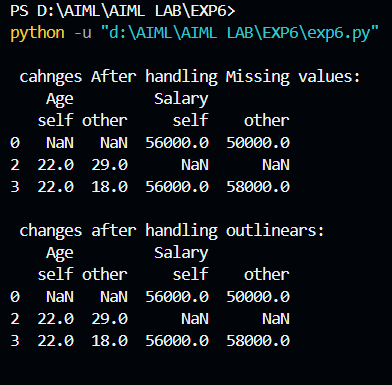 PS D:\AIML\AIML LAB\EXP6>
python -u "d:\AIML\AIML LAB\EXP6\exp6.py"
cahnges After handling Missing values:
Age Salary
self other self other
0 NaN NaN 56000.0 50000.0
2 22.0 29.0 NaN NaN
3 22.0 18.0 56000.0 58000.0
changes after handling outlinears:
Age Salary
self other self other
0 NaN NaN 56000.0 50000.0
2 22.0 29.0 NaN NaN
3 22.0 18.0 56000.0 58000.0